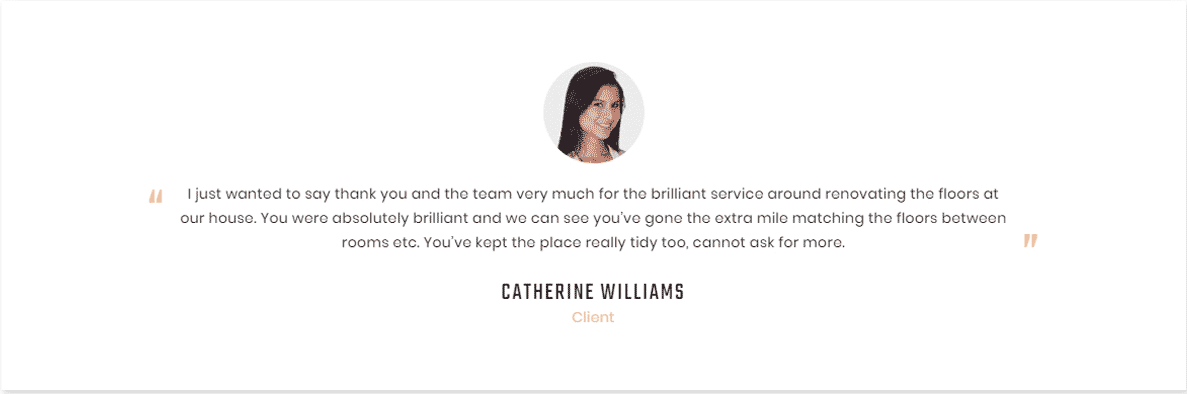 “ I just wanted to say thank you and the team very much for the brilliant service around renovating the floors at
our house. You were absolutely brilliant and we can see you’ve gone the extra mile matching the floors between
rooms etc. You’ve kept the place really tidy too, cannot ask for more. ”
CATHERINE WILLIAMS
Client